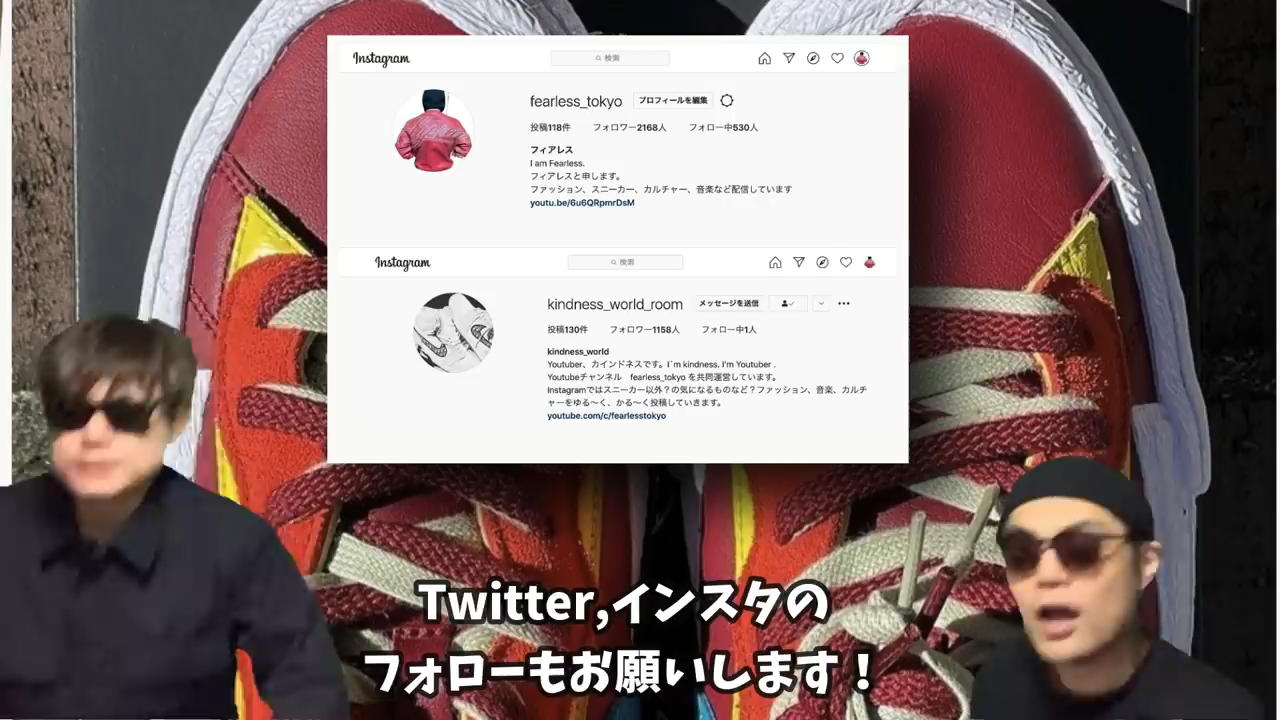 Instagram
検索
fearless_tokyo プロフィールを編集
投稿118件 フォロワー2168人 フォロー中530人
フィアレス
I am Fearless.
フィアレスと申します。
ファッション、スニーカー、カルチャー、音楽など配信しています
youtu.be/6u6QRpmrDsM
Instagram
検索
kindness_world_room メッセージを送信
投稿130件 フォロワー1158人 フォロー中1人
kindness_world
Youtuber、カインドネスです。I`m kindness. I'm Youtuber .
Youtubeチャンネル fearless_tokyo を共同運営しています。
Instagramではスニーカー以外？の気になるものなど？ファッション、音楽、カルチ
ャーをゆる〜く、かる〜く投稿していきます。
youtube.com/c/fearlesstokyo
Twitter,インスタの
フォローもお願いします！